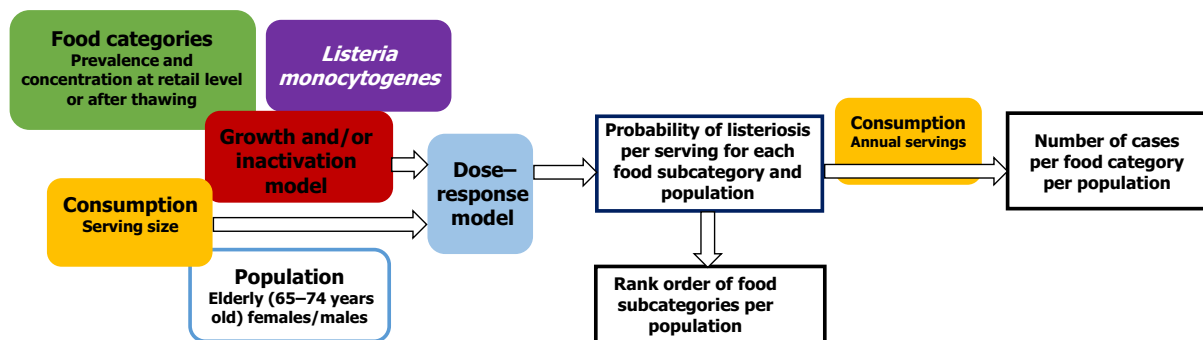 Food categories
Prevalence and
concentration at retail level
or after thawing
Listeria
monocytogenes
Growth and/or
inactivation model
Consumption
Serving size
Population
Elderly (65–74 years
old) females/males
Dose–
response
model
Probability of listeriosis
per serving for each
food subcategory and
population
Consumption
Annual servings
Number of cases
per food category
per population
Rank order of food
subcategories per
population